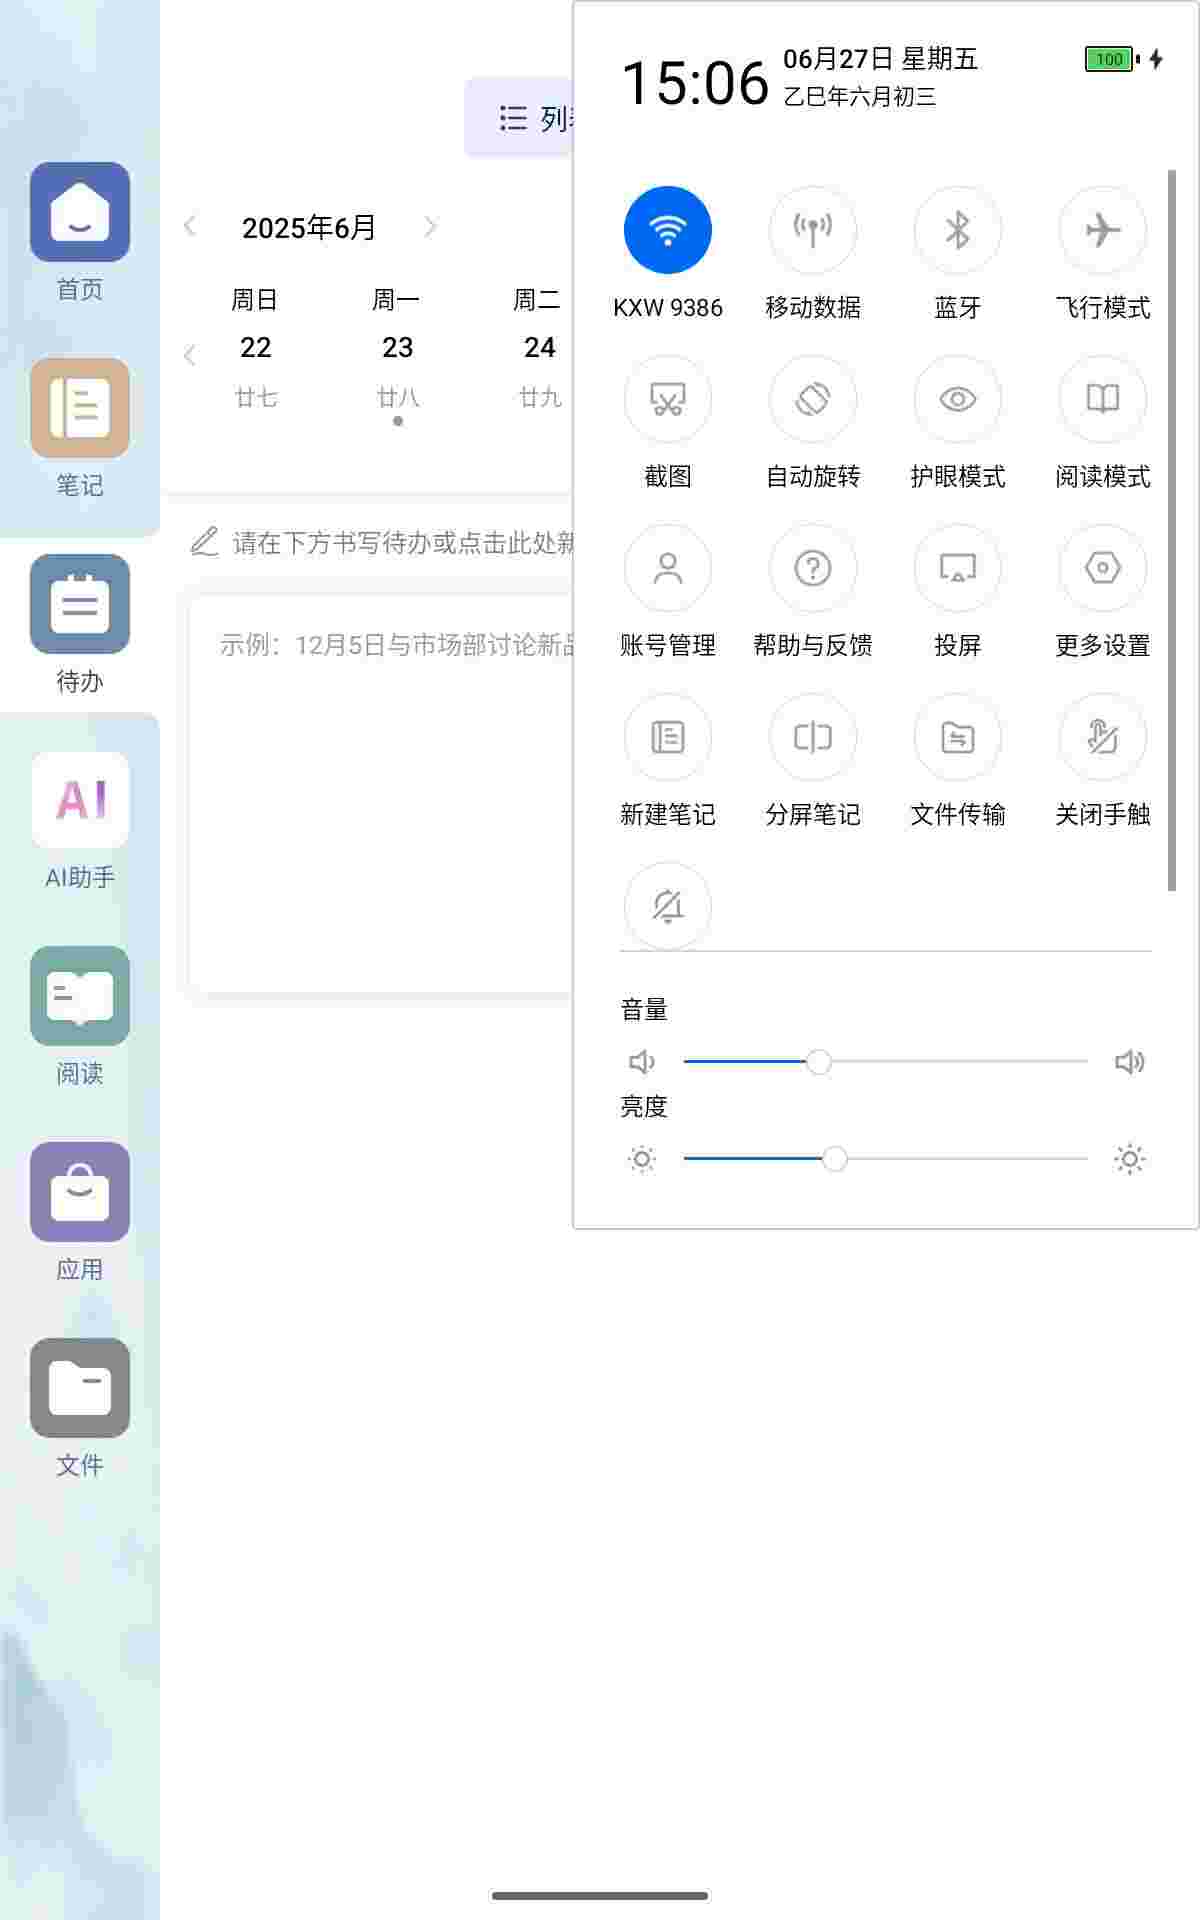 15:06
06月27日 星期五
乙巳年六月初三
100
首页
笔记
待办
AI
AI助手
阅读
应用
文件
列
2025年6月
周日 周一 周二
22 23 24
廿七 廿八 廿九
请在下方书写待办或点击此处新
示例：12月5日与市场部讨论新品
KXW 9386 移动数据 蓝牙 飞行模式
截图 自动旋转 护眼模式 阅读模式
账号管理 帮助与反馈 投屏 更多设置
新建笔记 分屏笔记 文件传输 关闭手触
音量
亮度